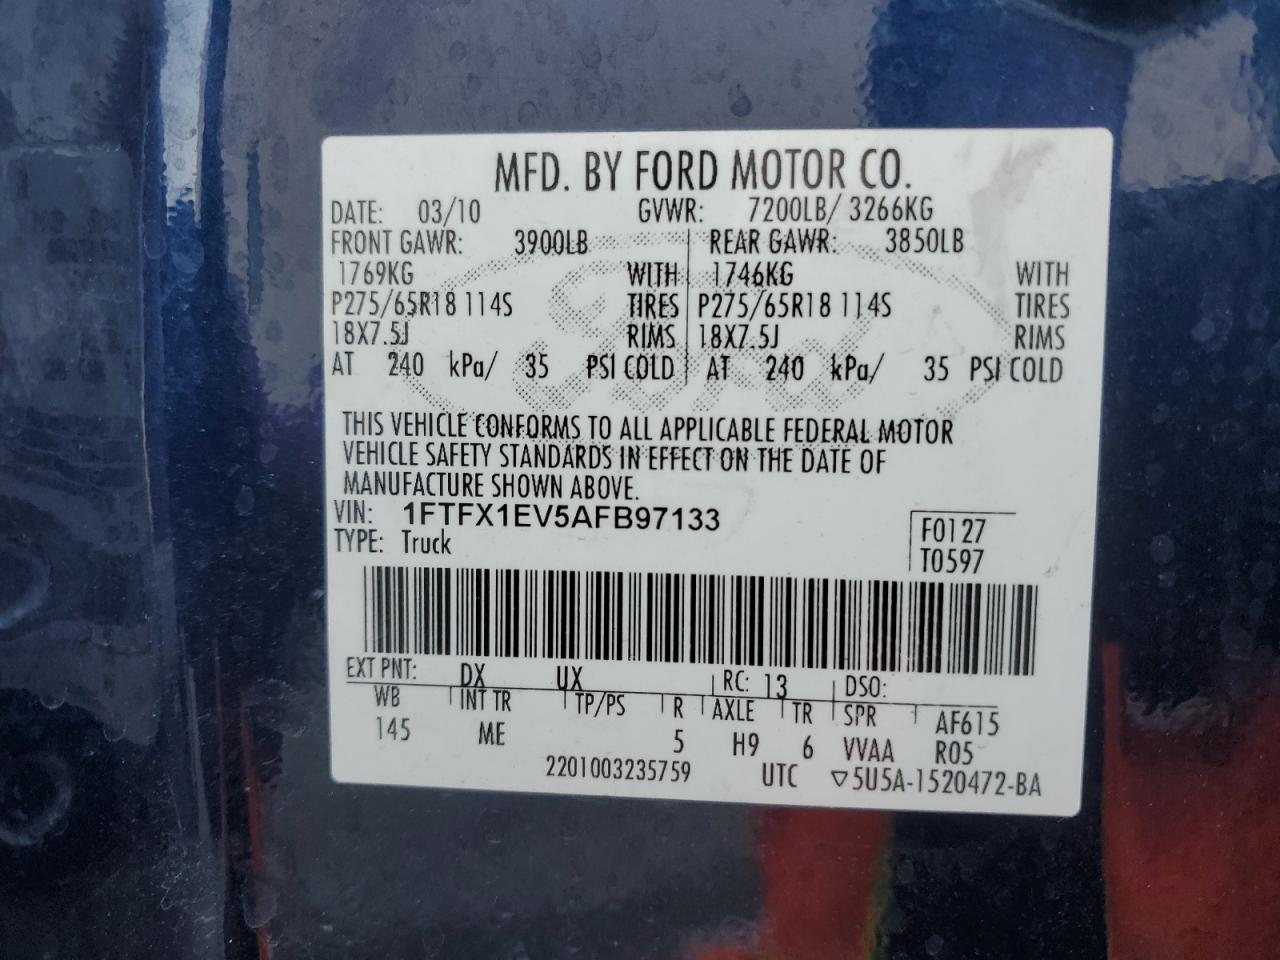 MFD. BY FORD MOTOR CO.
DATE: 03/10 GVWR: 7200LB/ 3266KG
FRONT GAWR: 3900LB REAR GAWR: 3850LB
1769KG WITH 1746KG WITH
P275/65R18 114S TIRES P275/65R18 114S TIRES
18X7.5J RIMS 18X7.5J RIMS
AT 240 kPa/ 35 PSI COLD AT 240 kPa/ 35 PSI COLD
Ford
THIS VEHICLE CONFORMS TO ALL APPLICABLE FEDERAL MOTOR
VEHICLE SAFETY STANDARDS IN EFFECT ON THE DATE OF
MANUFACTURE SHOWN ABOVE.
VIN: 1FTFX1EV5AFB97133 F0127
TYPE: Truck T0597
EXT PNT: DX UX RC: 13 DSO:
WB INT TR TP/PS R AXLE TR SPR AF615
145 ME 5 H9 6 VVAA R05
2201003235759 UTC ▽5U5A-1520472-BA